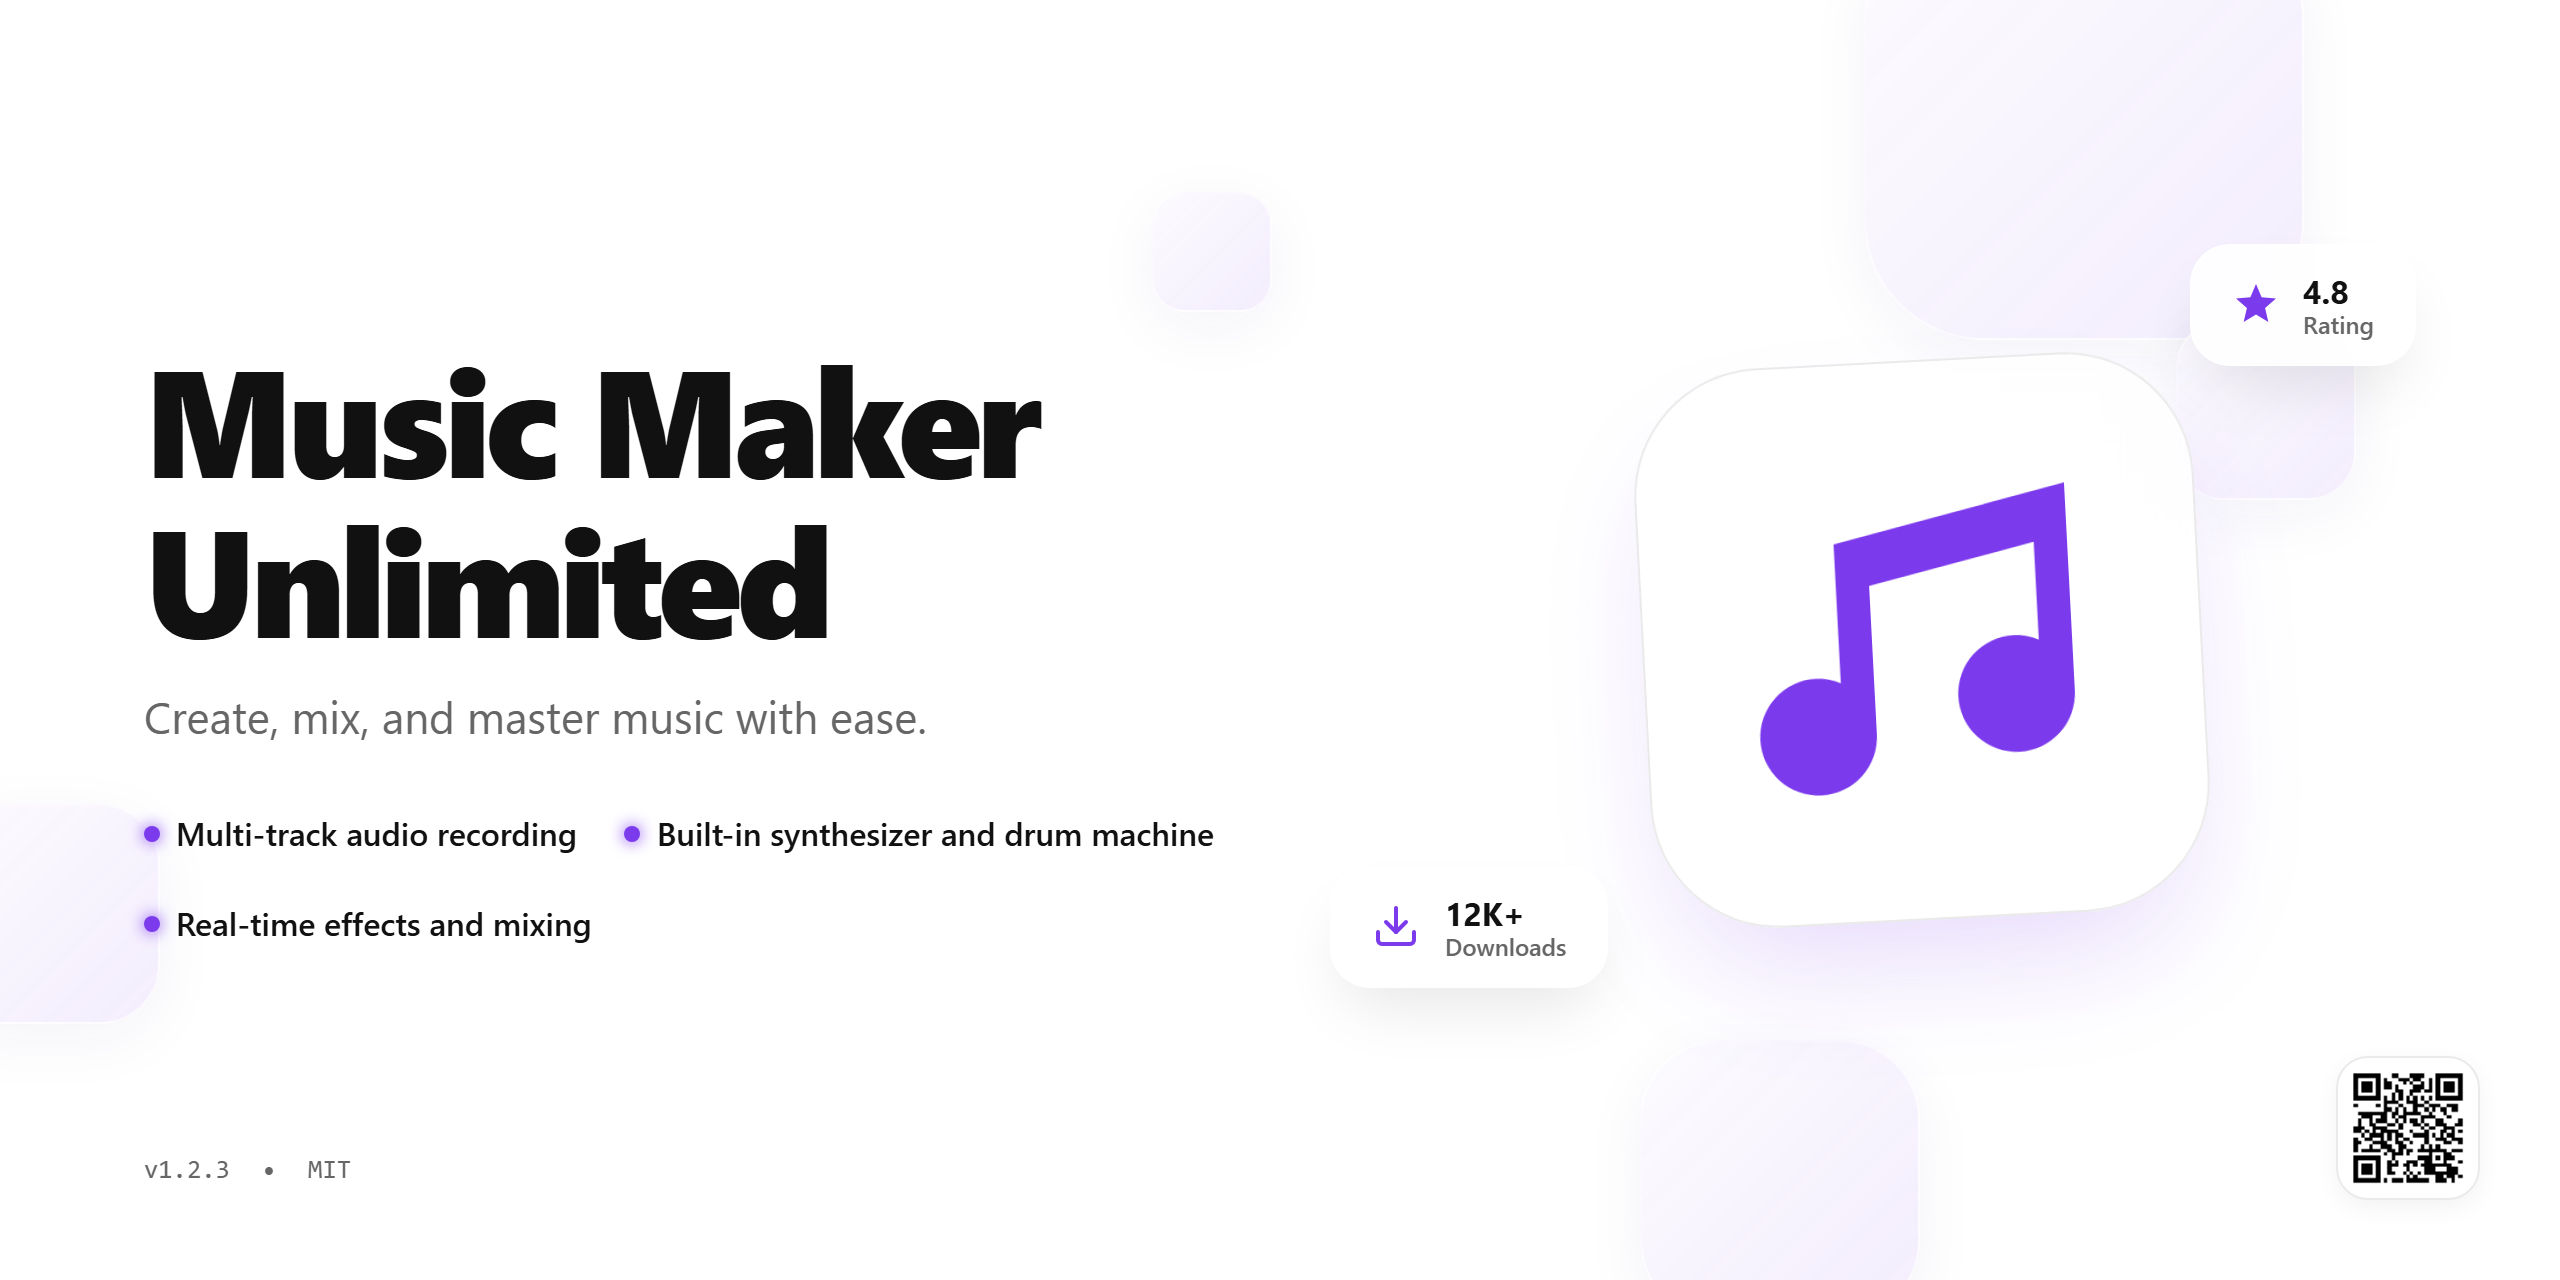 Music Maker
Unlimited
Create, mix, and master music with ease.
Multi-track audio recording
Built-in synthesizer and drum machine
Real-time effects and mixing
4.8
Rating
12K+
Downloads
v1.2.3 • MIT